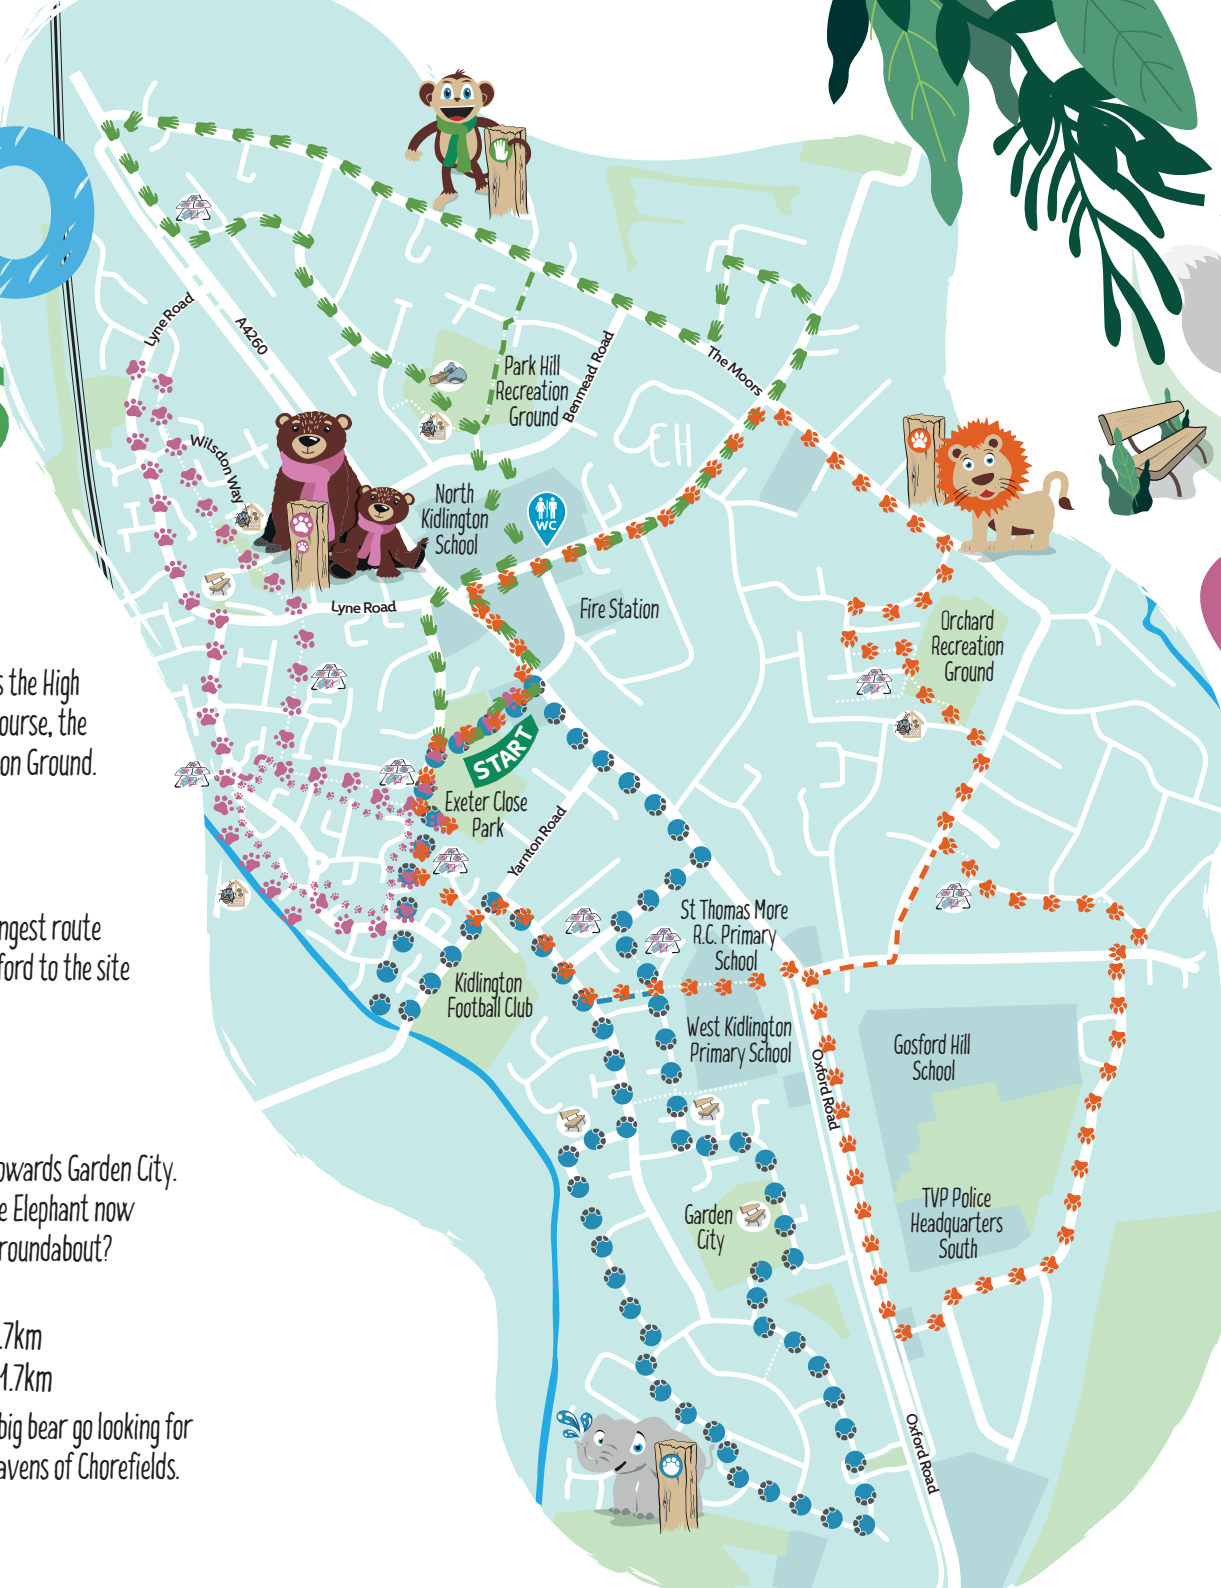 Lyne Road
A4260
Park Hill
Recreation
Ground
Benmead Road
The Moors
Wilsdon Way
North
Kidlington
School
WC
EH
Fire Station
Lyne Road
Orchard
Recreation
Ground
START
Exeter Close
Park
Yarnton Road
St Thomas More
R.C. Primary
School
Kidlington
Football Club
West Kidlington
Primary School
Oxford Road
Gosford Hill
School
Garden
City
TVP Police
Headquarters
South
Oxford Road
s the High
ourse, the
on Ground.
ngest route
ford to the site
owards Garden City.
e Elephant now
roundabout?
.7km
1.7km
big bear go looking for
avens of Chorefields.